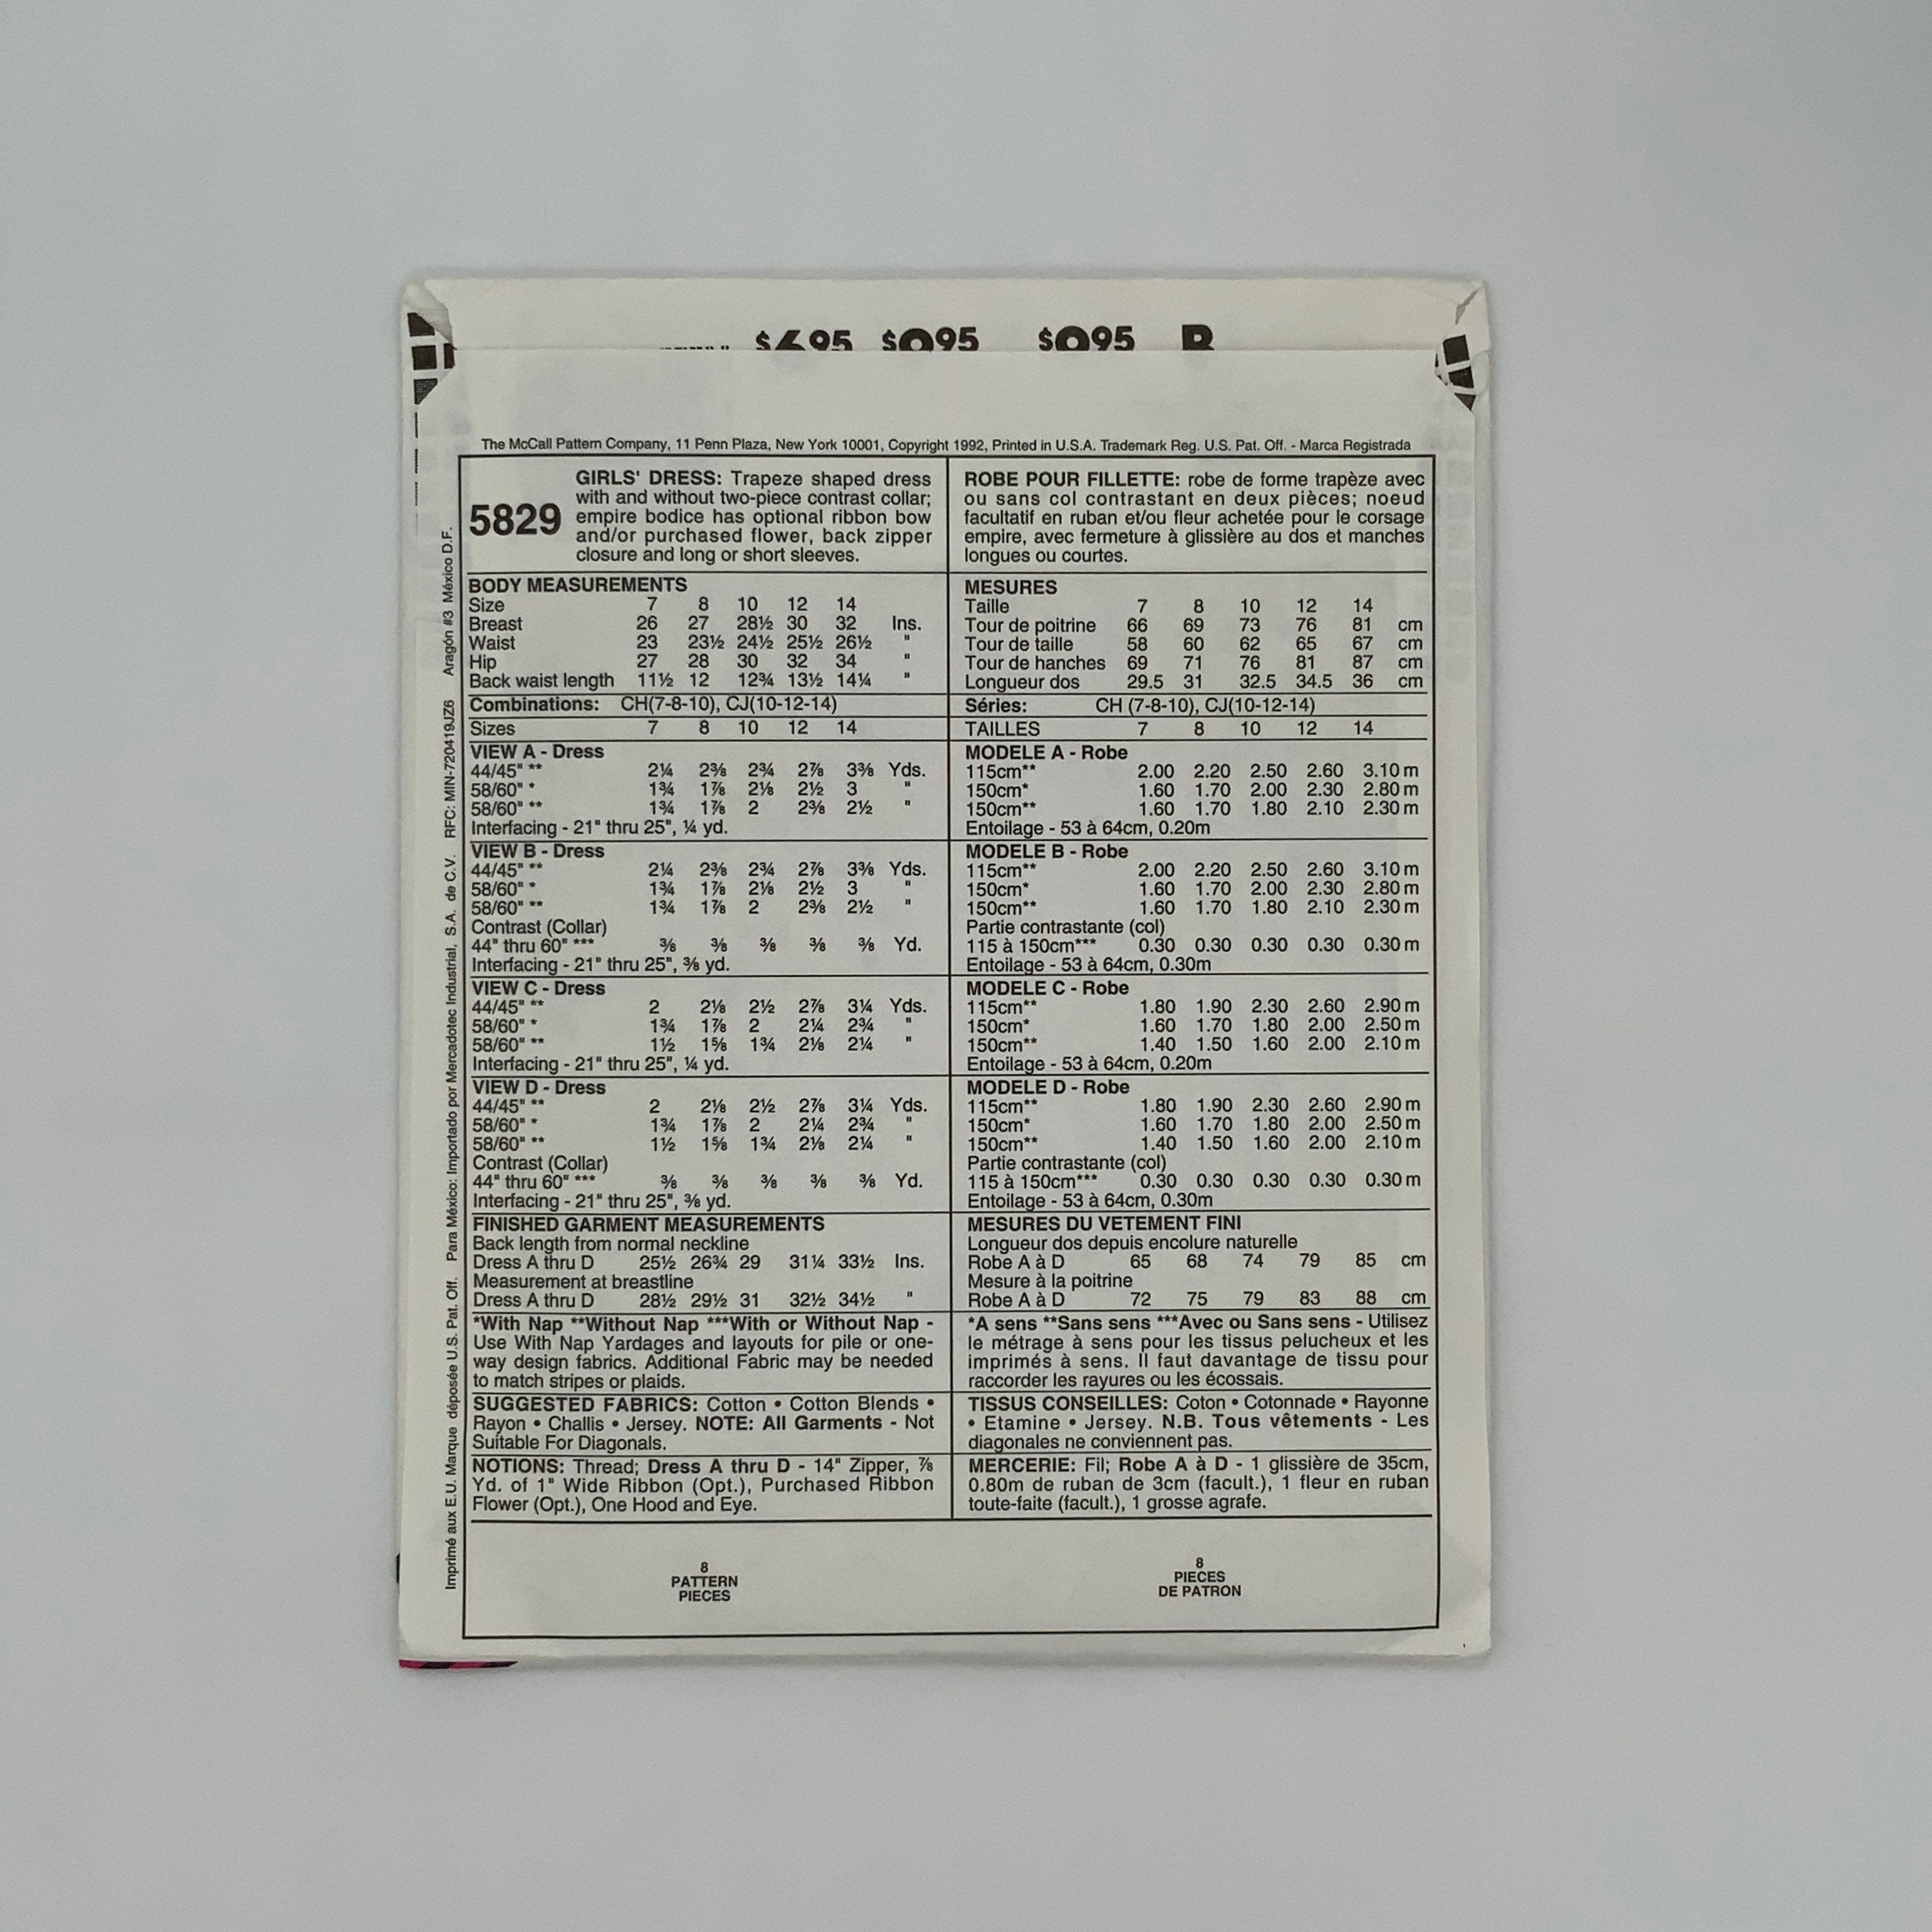 $695 $995 $995 B
The McCall Pattern Company, 11 Penn Plaza, New York 10001, Copyright 1992, Printed in U.S.A. Trademark Reg. U.S. Pat. Off. - Marca Registrada
5829
GIRLS' DRESS: Trapeze shaped dress
with and without two-piece contrast collar;
empire bodice has optional ribbon bow
and/or purchased flower, back zipper
closure and long or short sleeves.
BODY MEASUREMENTS
Size 7 8 10 12 14
Breast 26 27 28½ 30 32 Ins.
Waist 23 23½ 24½ 25½ 26½ "
Hip 27 28 30 32 34 "
Back waist length 11½ 12 12¾ 13½ 14¼ "
Combinations: CH(7-8-10), CJ(10-12-14)
Sizes 7 8 10 12 14
VIEW A - Dress
44/45" ** 2¼ 2⅜ 2¾ 2⅞ 3⅜ Yds.
58/60" * 1¾ 1⅞ 2⅛ 2½ 3 "
58/60" ** 1¾ 1⅞ 2 2⅜ 2½ "
Interfacing - 21" thru 25", ¼ yd.
VIEW B - Dress
44/45" ** 2¼ 2⅜ 2¾ 2⅞ 3⅜ Yds.
58/60" * 1¾ 1⅞ 2⅛ 2½ 3 "
58/60" ** 1¾ 1⅞ 2 2⅜ 2½ "
Contrast (Collar)
44" thru 60" *** ⅜ ⅜ ⅜ ⅜ ⅜ Yd.
Interfacing - 21" thru 25", ⅜ yd.
VIEW C - Dress
44/45" ** 2 2⅛ 2½ 2⅞ 3¼ Yds.
58/60" * 1¾ 1⅞ 2 2¼ 2¾ "
58/60" ** 1½ 1⅝ 1¾ 2⅛ 2¼ "
Interfacing - 21" thru 25", ¼ yd.
VIEW D - Dress
44/45" ** 2 2⅛ 2½ 2⅞ 3¼ Yds.
58/60" * 1¾ 1⅞ 2 2¼ 2¾ "
58/60" ** 1½ 1⅝ 1¾ 2⅛ 2¼ "
Contrast (Collar)
44" thru 60" *** ⅜ ⅜ ⅜ ⅜ ⅜ Yd.
Interfacing - 21" thru 25", ⅜ yd.
FINISHED GARMENT MEASUREMENTS
Back length from normal neckline
Dress A thru D 25½ 26¾ 29 31¼ 33½ Ins.
Measurement at breastline
Dress A thru D 28½ 29½ 31 32½ 34½ "
*With Nap **Without Nap ***With or Without Nap -
Use With Nap Yardages and layouts for pile or one-
way design fabrics. Additional Fabric may be needed
to match stripes or plaids.
SUGGESTED FABRICS: Cotton • Cotton Blends •
Rayon • Challis • Jersey. NOTE: All Garments - Not
Suitable For Diagonals.
NOTIONS: Thread; Dress A thru D - 14" Zipper, ⅞
Yd. of 1" Wide Ribbon (Opt.), Purchased Ribbon
Flower (Opt.), One Hood and Eye.
8
PATTERN
PIECES
ROBE POUR FILLETTE: robe de forme trapèze avec
ou sans col contrastant en deux pièces; noeud
facultatif en ruban et/ou fleur achetée pour le corsage
empire, avec fermeture à glissière au dos et manches
longues ou courtes.
MESURES
Taille 7 8 10 12 14
Tour de poitrine 66 69 73 76 81 cm
Tour de taille 58 60 62 65 67 cm
Tour de hanches 69 71 76 81 87 cm
Longueur dos 29.5 31 32.5 34.5 36 cm
Séries: CH (7-8-10), CJ(10-12-14)
TAILLES 7 8 10 12 14
MODELE A - Robe
115cm** 2.00 2.20 2.50 2.60 3.10 m
150cm* 1.60 1.70 2.00 2.30 2.80 m
150cm** 1.60 1.70 1.80 2.10 2.30 m
Entoilage - 53 à 64cm, 0.20m
MODELE B - Robe
115cm** 2.00 2.20 2.50 2.60 3.10 m
150cm* 1.60 1.70 2.00 2.30 2.80 m
150cm** 1.60 1.70 1.80 2.10 2.30 m
Partie contrastante (col)
115 à 150cm*** 0.30 0.30 0.30 0.30 0.30 m
Entoilage - 53 à 64cm, 0.30m
MODELE C - Robe
115cm** 1.80 1.90 2.30 2.60 2.90 m
150cm* 1.60 1.70 1.80 2.00 2.50 m
150cm** 1.40 1.50 1.60 2.00 2.10 m
Entoilage - 53 à 64cm, 0.20m
MODELE D - Robe
115cm** 1.80 1.90 2.30 2.60 2.90 m
150cm* 1.60 1.70 1.80 2.00 2.50 m
150cm** 1.40 1.50 1.60 2.00 2.10 m
Partie contrastante (col)
115 à 150cm*** 0.30 0.30 0.30 0.30 0.30 m
Entoilage - 53 à 64cm, 0.30m
MESURES DU VETEMENT FINI
Longueur dos depuis encolure naturelle
Robe A à D 65 68 74 79 85 cm
Mesure à la poitrine
Robe A à D 72 75 79 83 88 cm
*A sens **Sans sens ***Avec ou Sans sens - Utilisez
le métrage à sens pour les tissus pelucheux et les
imprimés à sens. Il faut davantage de tissu pour
raccorder les rayures ou les écossais.
TISSUS CONSEILLES: Coton • Cotonnade • Rayonne
• Etamine • Jersey. N.B. Tous vêtements - Les
diagonales ne conviennent pas.
MERCERIE: Fil; Robe A à D - 1 glissière de 35cm,
0.80m de ruban de 3cm (facult.), 1 fleur en ruban
toute-faite (facult.), 1 grosse agrafe.
8
PIECES
DE PATRON
Imprimé aux E.U. Marque déposée U.S. Pat. Off. Para México: Importado por Mercadotec Industrial, S.A. de C.V. RFC: MIN-720419JZ6 Aragón #3 México D.F.